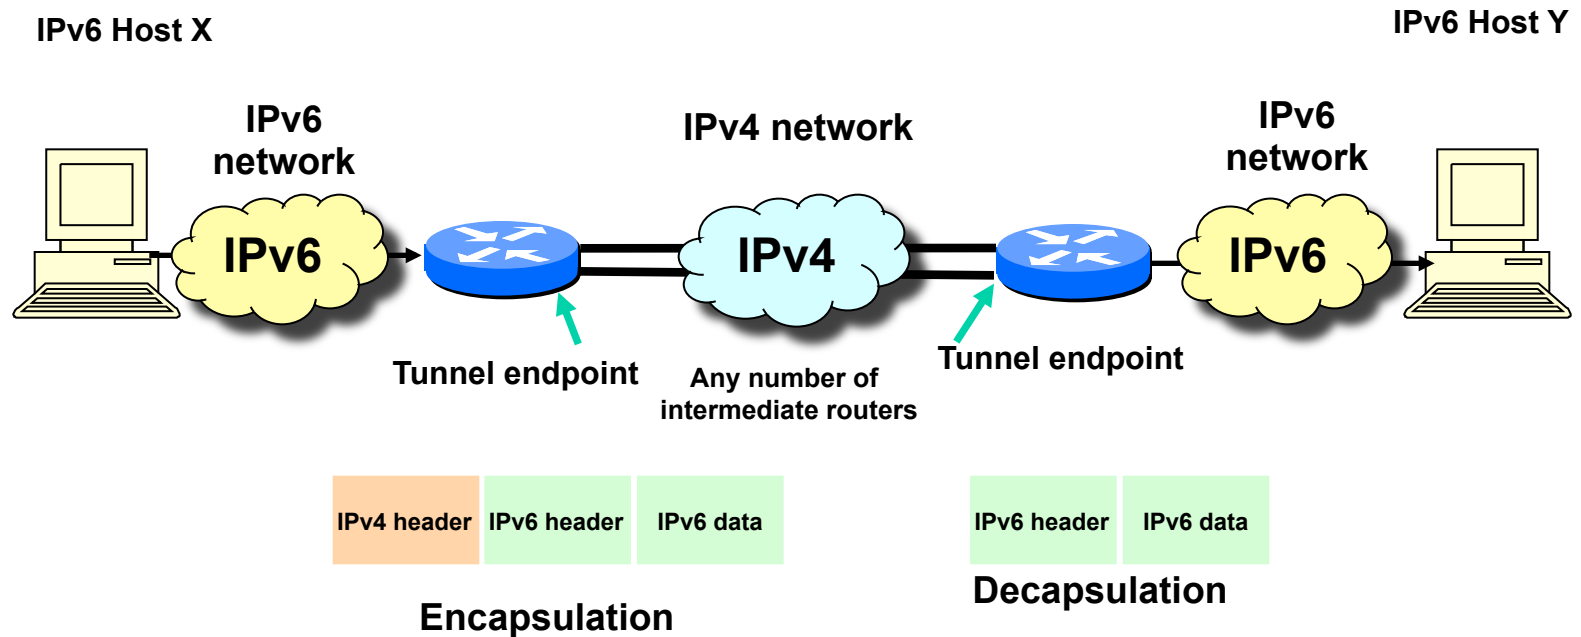 IPv6 Host X
IPv6 Host Y
IPv6
network
IPv4 network
IPv6
network
IPv6
IPv4
IPv6
Tunnel endpoint
Any number of
intermediate routers
Tunnel endpoint
IPv4 header
IPv6 header
IPv6 data
IPv6 header
IPv6 data
Encapsulation
Decapsulation